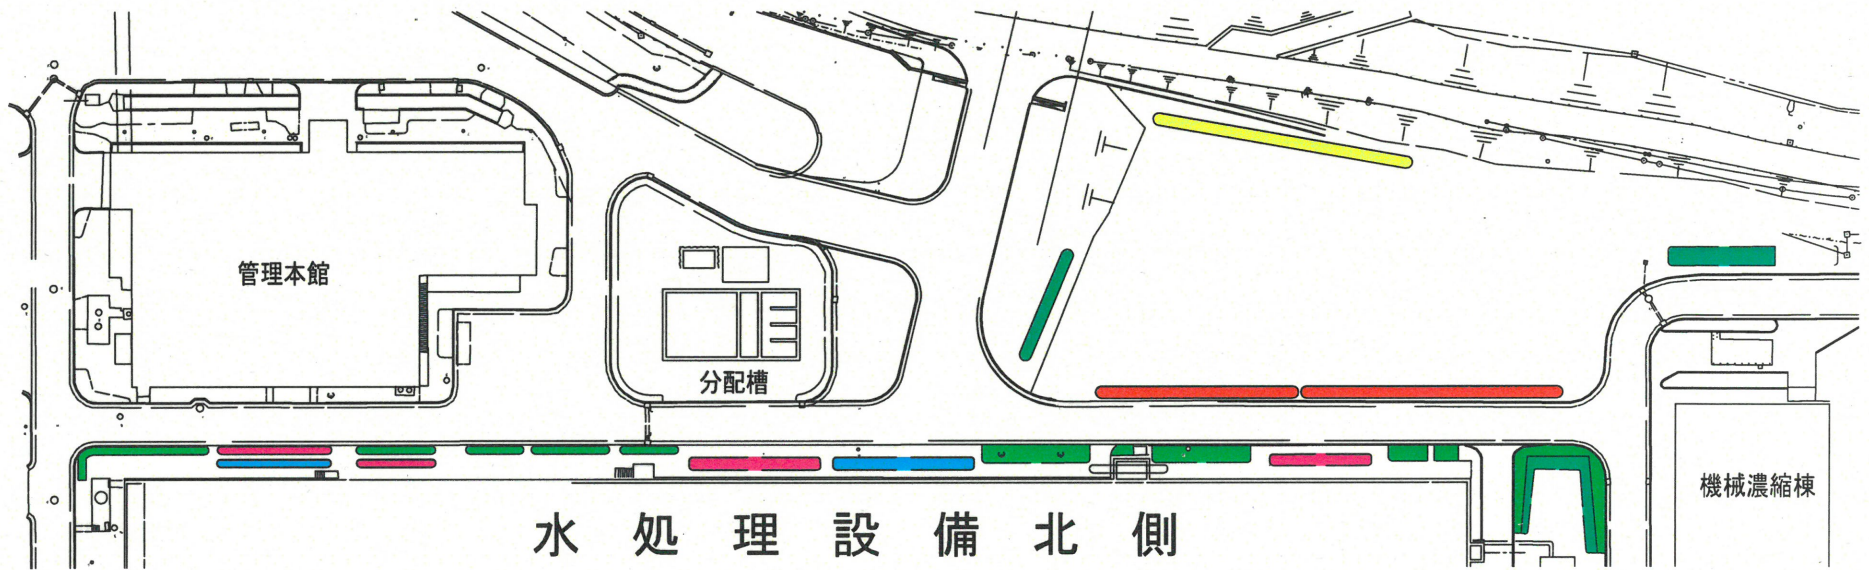 管理本館
分配槽
機械濃縮棟
水処理設備北側